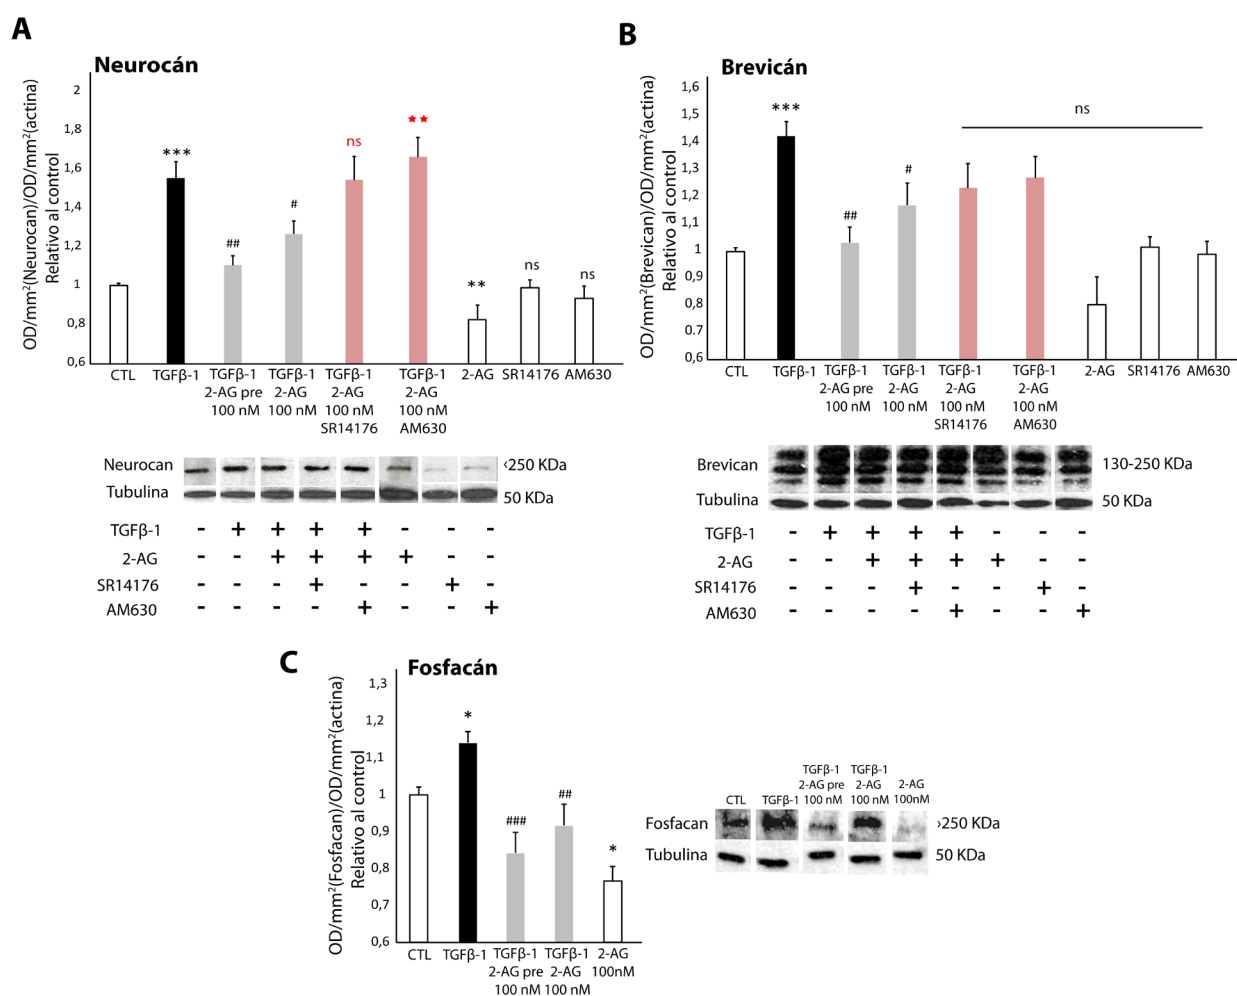 A
Neurocán
OD/mm²(Neurocan)/OD/mm²(actina)
Relativo al control
2
1,8
1,6
1,4
1,2
1
0,8
0,6
***
##
#
ns
**
ns
ns
CTL
TGFβ-1
TGFβ-1
2-AG pre
100 nM
TGFβ-1
2-AG
100 nM
TGFβ-1
2-AG
100 nM
SR14176
TGFβ-1
2-AG
100 nM
AM630
2-AG
SR14176
AM630
Neurocan
‹250 KDa
Tubulina
50 KDa
TGFβ-1 - + + + + - - -
2-AG - - + + + + - -
SR14176 - - - + - - + -
AM630 - - - - + - - +
B
Brevicán
OD/mm²(Brevican)/OD/mm²(actina)
Relativo al control
1,6
1,5
1,4
1,3
1,2
1,1
1
0,9
0,8
0,7
0,6
***
##
#
ns
CTL
TGFβ-1
TGFβ-1
2-AG pre
100 nM
TGFβ-1
2-AG
100 nM
TGFβ-1
2-AG
100 nM
SR14176
TGFβ-1
2-AG
100 nM
AM630
2-AG
SR14176
AM630
Brevican
130-250 KDa
Tubulina
50 KDa
TGFβ-1 - + + + + - - -
2-AG - - + + + + - -
SR14176 - - - + - - + -
AM630 - - - - + - - +
C
Fosfacán
OD/mm²(Fosfacan)/OD/mm²(actina)
Relativo al control
1,3
1,2
1,1
1
0,9
0,8
0,7
0,6
*
###
##
*
CTL
TGFβ-1
TGFβ-1
2-AG pre
100 nM
TGFβ-1
2-AG
100 nM
2-AG
100nM
CTL
TGFβ-1
TGFβ-1
2-AG pre
100 nM
TGFβ-1
2-AG
100 nM
2-AG
100nM
Fosfacan
›250 KDa
Tubulina
50 KDa